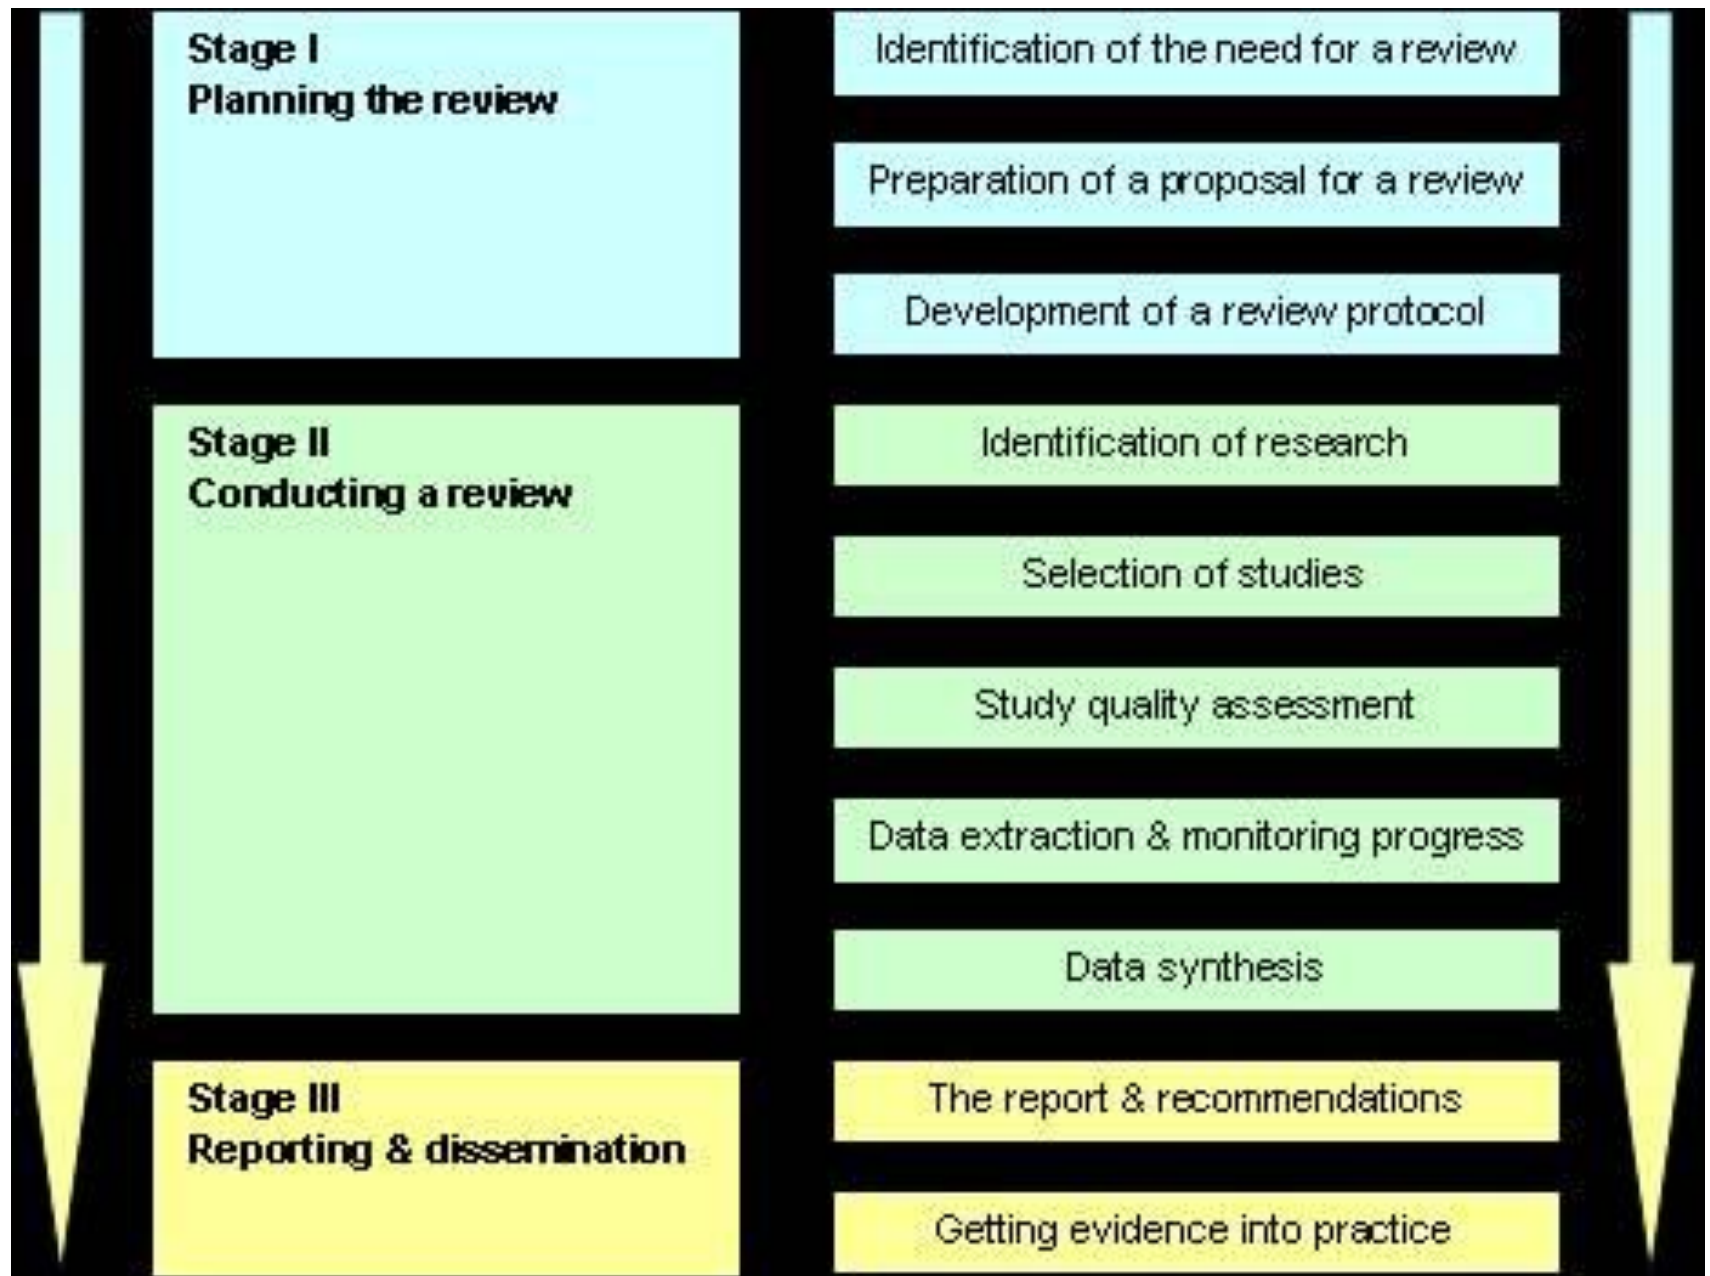 Stage I
Planning the review
Identification of the need for a review
Preparation of a proposal for a review
Development of a review protocol
Stage II
Conducting a review
Identification of research
Selection of studies
Study quality assessment
Data extraction & monitoring progress
Data synthesis
Stage III
Reporting & dissemination
The report & recommendations
Getting evidence into practice